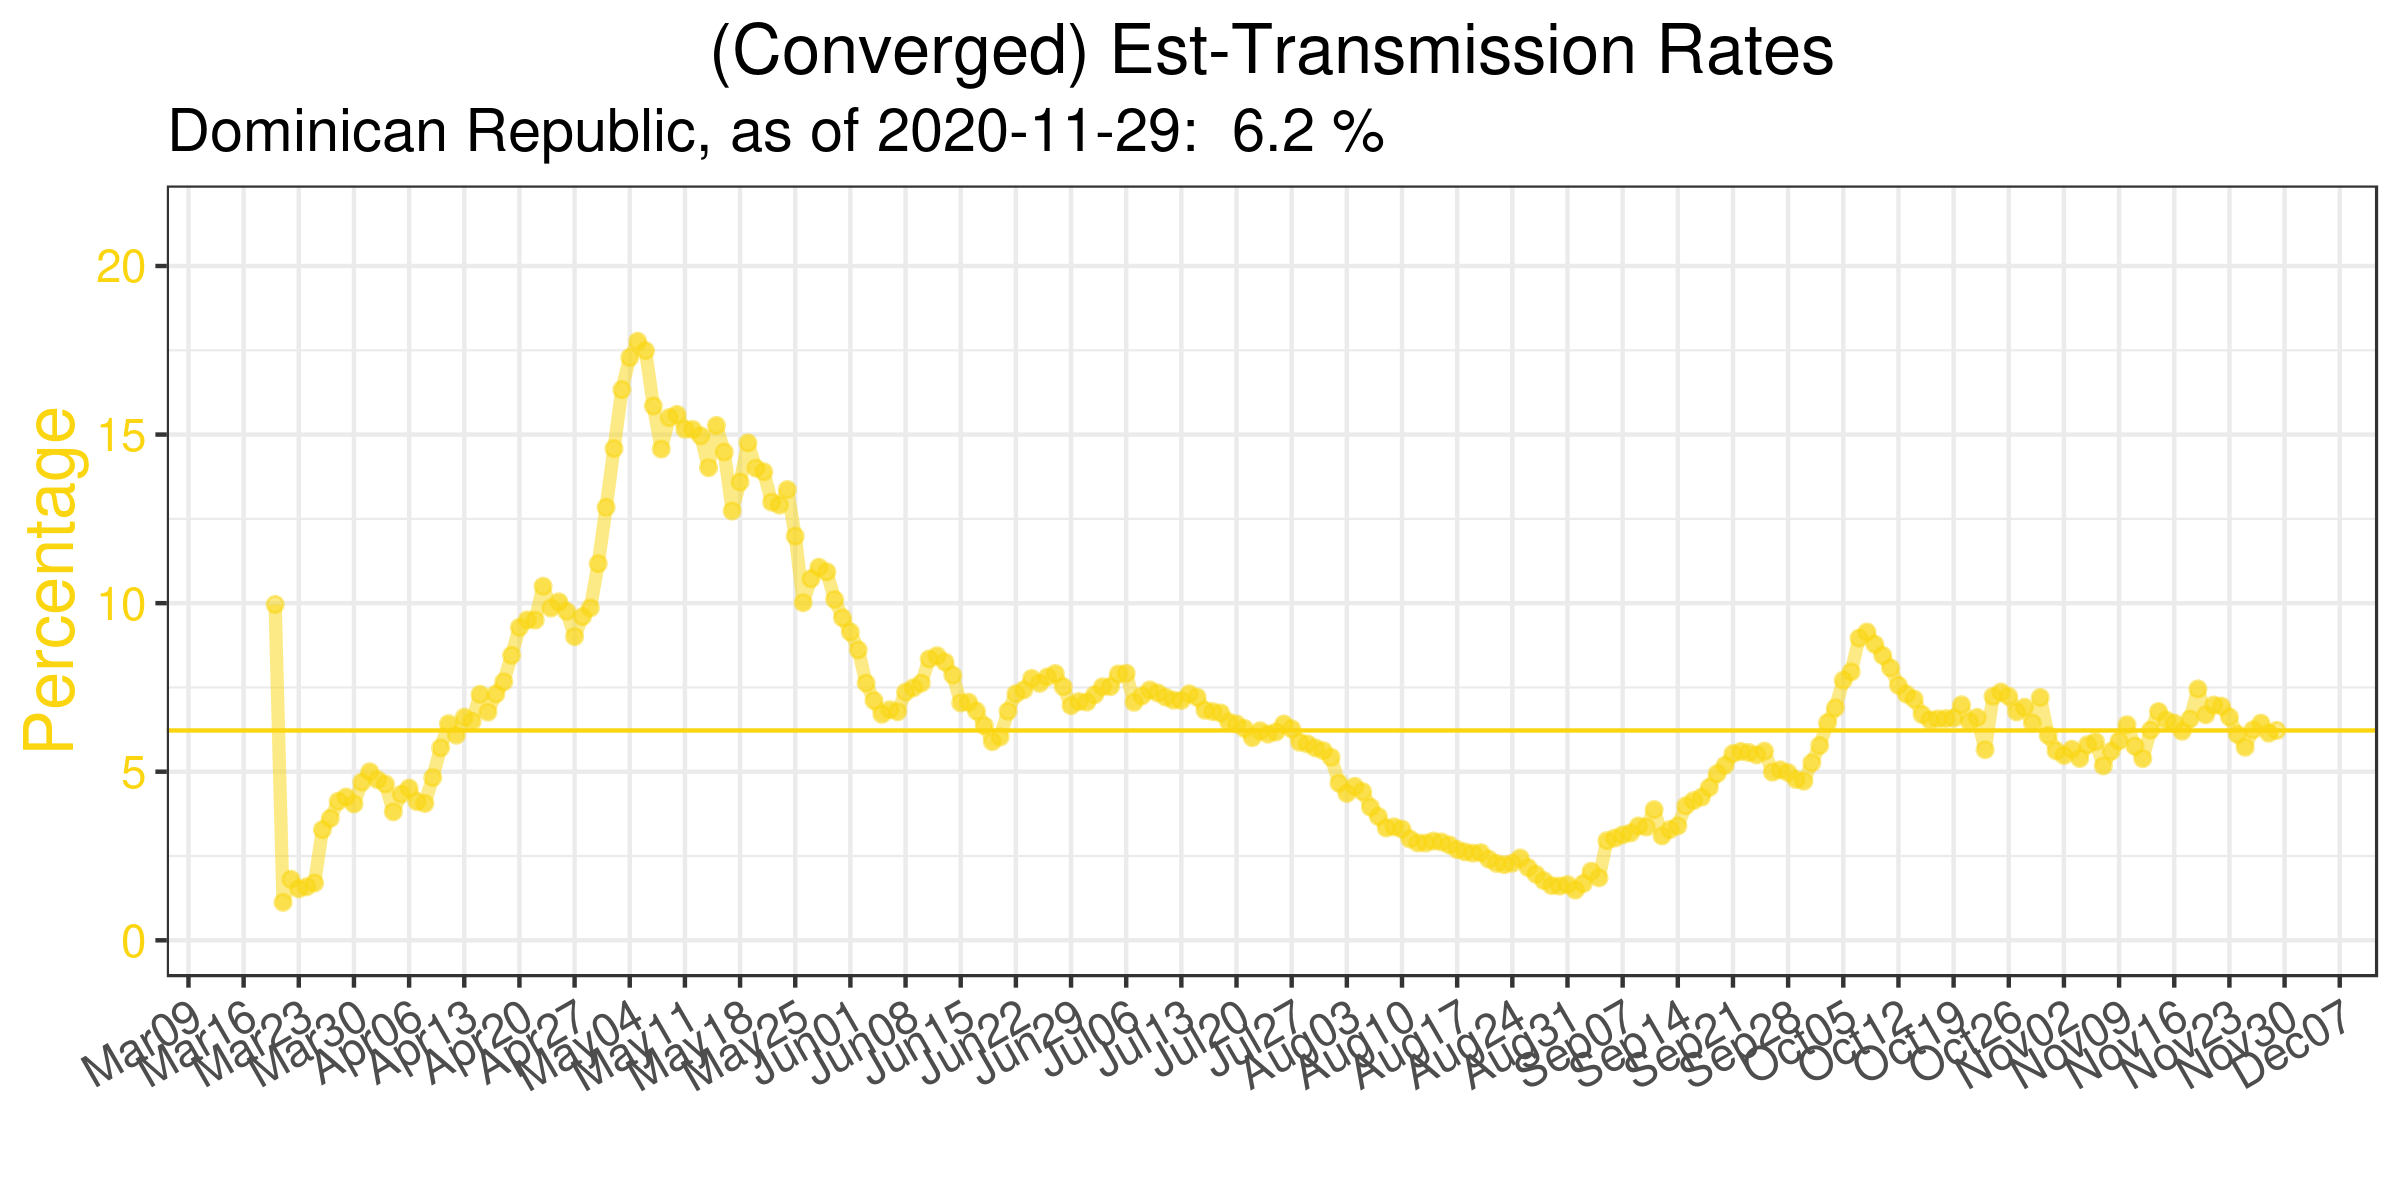 (Converged) Est-Transmission Rates
Dominican Republic, as of 2020-11-29:  6.2 %
Percentage
20
15
10
5
0
Mar09
Mar16
Mar23
Mar30
Apr06
Apr13
Apr20
Apr27
May04
May11
May18
May25
Jun01
Jun08
Jun15
Jun22
Jun29
Jul06
Jul13
Jul20
Jul27
Aug03
Aug10
Aug17
Aug24
Aug31
Sep07
Sep14
Sep21
Sep28
Oct05
Oct12
Oct19
Oct26
Nov02
Nov09
Nov16
Nov23
Nov30
Dec07